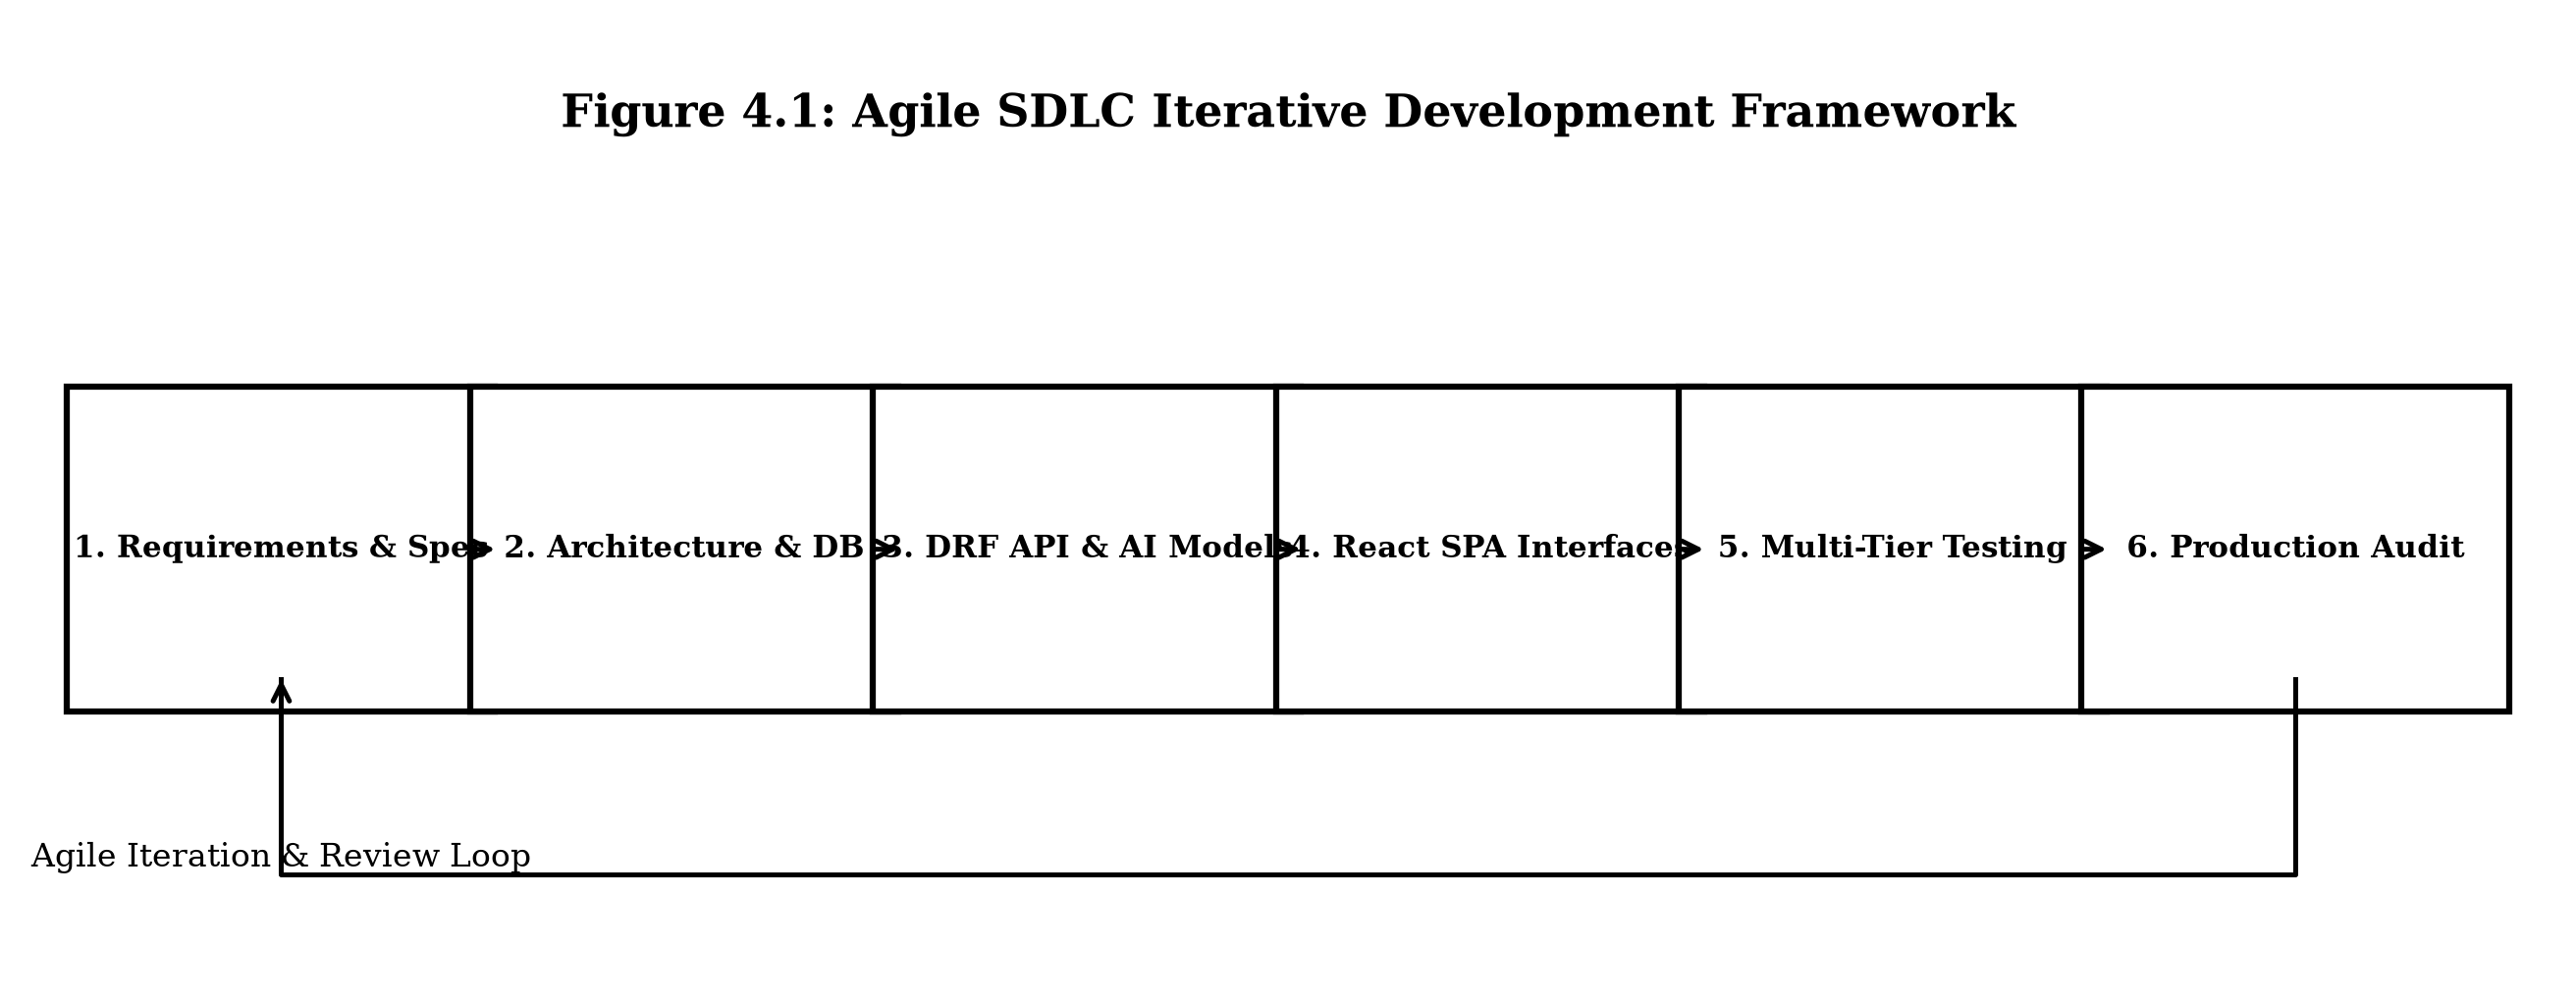 Figure 4.1: Agile SDLC Iterative Development Framework
1. Requirements & Specs
2. Architecture & DB
3. DRF API & AI Models
4. React SPA Interfaces
5. Multi-Tier Testing
6. Production Audit
Agile Iteration & Review Loop